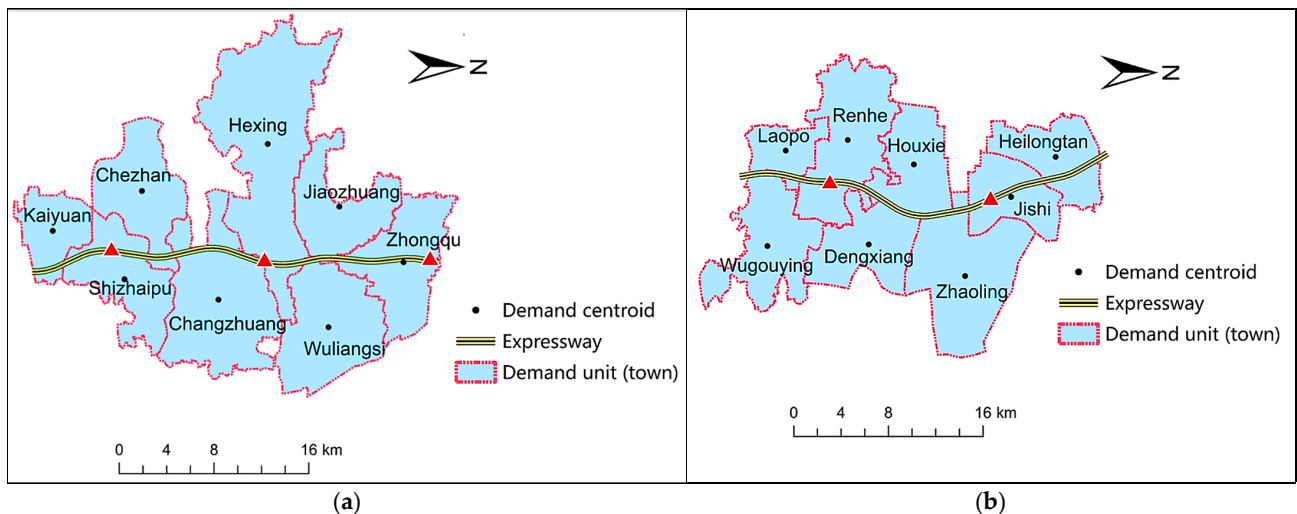 Hexing
Chezhan
Jiaozhuang
Kaiyuan
Zhongqu
Shizhaipu
Changzhuang
Wuliangsi
N
Demand centroid
Expressway
Demand unit (town)
0 4 8 16 km
(a)
Renhe
Laopo
Houxie
Heilongtan
Jishi
Wugouying
Dengxiang
Zhaoling
N
Demand centroid
Expressway
Demand unit (town)
0 4 8 16 km
(b)